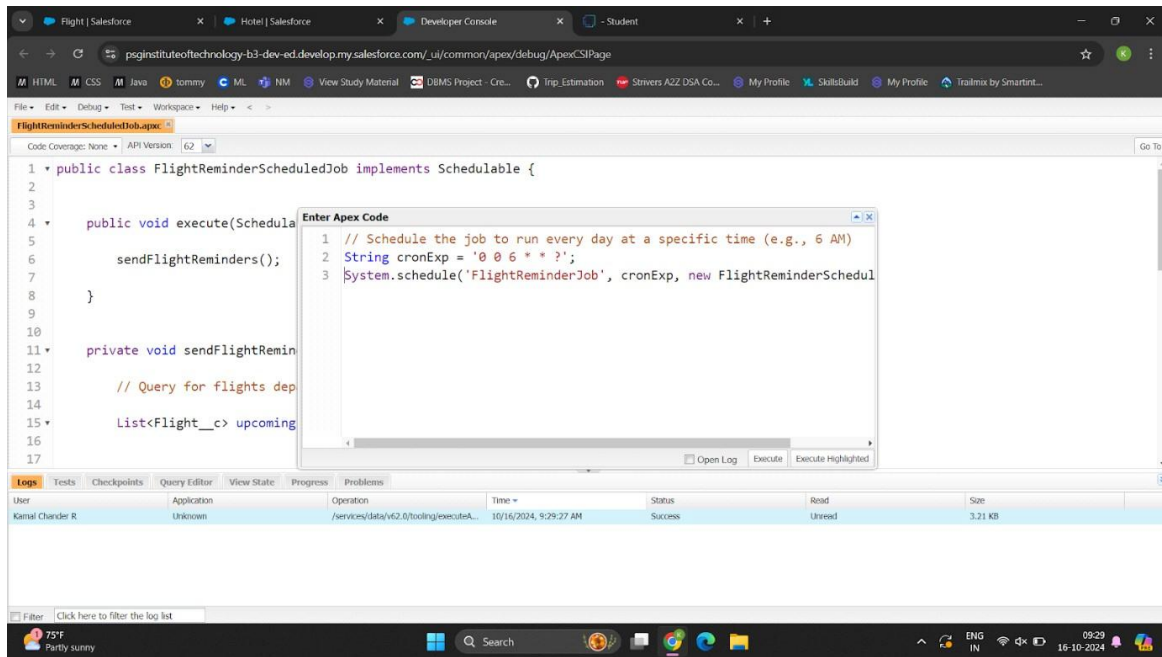 Flight | Salesforce
Hotel | Salesforce
Developer Console
- Student
psginstituteoftechnology-b3-dev-ed.develop.my.salesforce.com/_ui/common/apex/debug/ApexCSIPage
K
HTML CSS Java tommy ML NM View Study Material DBMS Project - Cre... Trip_Estimation Strivers A2Z DSA Co... My Profile SkillsBuild My Profile Trailmix by Smartint...
File Edit Debug Test Workspace Help < >
FlightReminderScheduledJob.apxc
Code Coverage: None API Version: 62 Go To
1 public class FlightReminderScheduledJob implements Schedulable {
2
3
4 public void execute(Schedula
5
6 sendFlightReminders();
7
8 }
9
10
11 private void sendFlightRemin
12
13 // Query for flights dep
14
15 List<Flight__c> upcoming
16
17
Enter Apex Code
1 // Schedule the job to run every day at a specific time (e.g., 6 AM)
2 String cronExp = '0 0 6 * * ?';
3 System.schedule('FlightReminderJob', cronExp, new FlightReminderSchedul
Open Log Execute Execute Highlighted
Logs Tests Checkpoints Query Editor View State Progress Problems
User Application Operation Time Status Read Size
Kamal Chander R Unknown /services/data/v62.0/tooling/executeA... 10/16/2024, 9:29:27 AM Success Unread 3.21 KB
Filter Click here to filter the log list
1
75°F
Partly sunny
Search
ENG
IN
09:29
16-10-2024